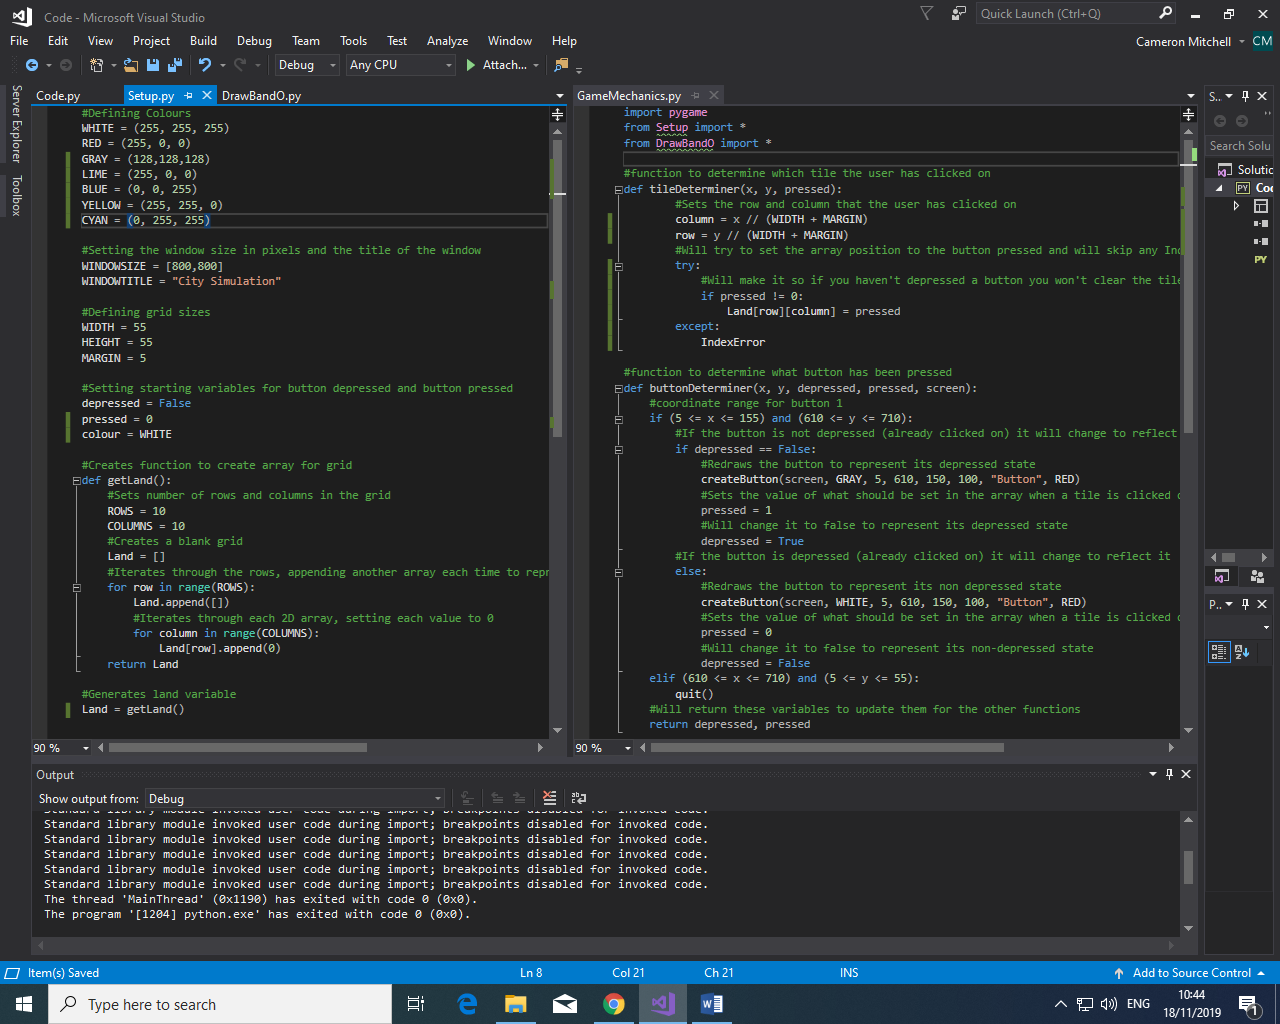 Code - Microsoft Visual Studio
Quick Launch (Ctrl+Q)
File Edit View Project Build Debug Team Tools Test Analyze Window Help
Cameron Mitchell CM
Debug Any CPU Attach...
Server Explorer
Toolbox
Code.py Setup.py DrawBandO.py
#Defining Colours
WHITE = (255, 255, 255)
RED = (255, 0, 0)
GRAY = (128,128,128)
LIME = (255, 0, 0)
BLUE = (0, 0, 255)
YELLOW = (255, 255, 0)
CYAN = (0, 255, 255)
#Setting the window size in pixels and the title of the window
WINDOWSIZE = [800,800]
WINDOWTITLE = "City Simulation"
#Defining grid sizes
WIDTH = 55
HEIGHT = 55
MARGIN = 5
#Setting starting variables for button depressed and button pressed
depressed = False
pressed = 0
colour = WHITE
#Creates function to create array for grid
def getLand():
#Sets number of rows and columns in the grid
ROWS = 10
COLUMNS = 10
#Creates a blank grid
Land = []
#Iterates through the rows, appending another array each time to repr
for row in range(ROWS):
Land.append([])
#Iterates through each 2D array, setting each value to 0
for column in range(COLUMNS):
Land[row].append(0)
return Land
#Generates land variable
Land = getLand()
90 %
GameMechanics.py
import pygame
from Setup import *
from DrawBandO import *
#function to determine which tile the user has clicked on
def tileDeterminer(x, y, pressed):
#Sets the row and column that the user has clicked on
column = x // (WIDTH + MARGIN)
row = y // (WIDTH + MARGIN)
#Will try to set the array position to the button pressed and will skip any Ind
try:
#Will make it so if you haven't depressed a button you won't clear the tile
if pressed != 0:
Land[row][column] = pressed
except:
IndexError
#function to determine what button has been pressed
def buttonDeterminer(x, y, depressed, pressed, screen):
#coordinate range for button 1
if (5 <= x <= 155) and (610 <= y <= 710):
#If the button is not depressed (already clicked on) it will change to reflect
if depressed == False:
#Redraws the button to represent its depressed state
createButton(screen, GRAY, 5, 610, 150, 100, "Button", RED)
#Sets the value of what should be set in the array when a tile is clicked o
pressed = 1
#Will change it to false to represent its depressed state
depressed = True
#If the button is depressed (already clicked on) it will change to reflect it
else:
#Redraws the button to represent its non depressed state
createButton(screen, WHITE, 5, 610, 150, 100, "Button", RED)
#Sets the value of what should be set in the array when a tile is clicked o
pressed = 0
#Will change it to false to represent its non-depressed state
depressed = False
elif (610 <= x <= 710) and (5 <= y <= 55):
quit()
#Will return these variables to update them for the other functions
return depressed, pressed
90 %
S..
Search Solu
Solutic
PY Coc
PY
P..
Output
Show output from: Debug
Standard library module invoked user code during import; breakpoints disabled for invoked code.
Standard library module invoked user code during import; breakpoints disabled for invoked code.
Standard library module invoked user code during import; breakpoints disabled for invoked code.
Standard library module invoked user code during import; breakpoints disabled for invoked code.
Standard library module invoked user code during import; breakpoints disabled for invoked code.
Standard library module invoked user code during import; breakpoints disabled for invoked code.
The thread 'MainThread' (0x1190) has exited with code 0 (0x0).
The program '[1204] python.exe' has exited with code 0 (0x0).
Item(s) Saved Ln 8 Col 21 Ch 21 INS Add to Source Control
Type here to search
ENG
10:44
18/11/2019
1